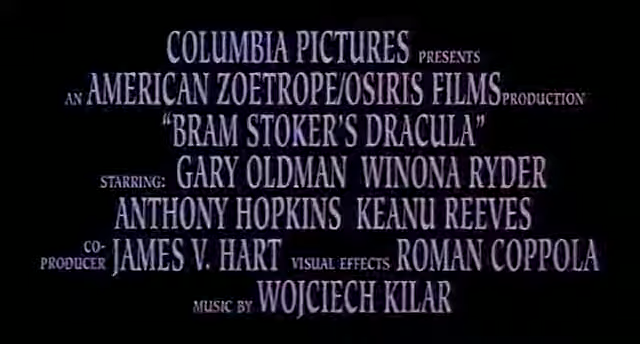 COLUMBIA PICTURES PRESENTS
AN AMERICAN ZOETROPE/OSIRIS FILMS PRODUCTION
“BRAM STOKER’S DRACULA”
STARRING: GARY OLDMAN WINONA RYDER
ANTHONY HOPKINS KEANU REEVES
CO-PRODUCER JAMES V. HART VISUAL EFFECTS ROMAN COPPOLA
MUSIC BY WOJCIECH KILAR